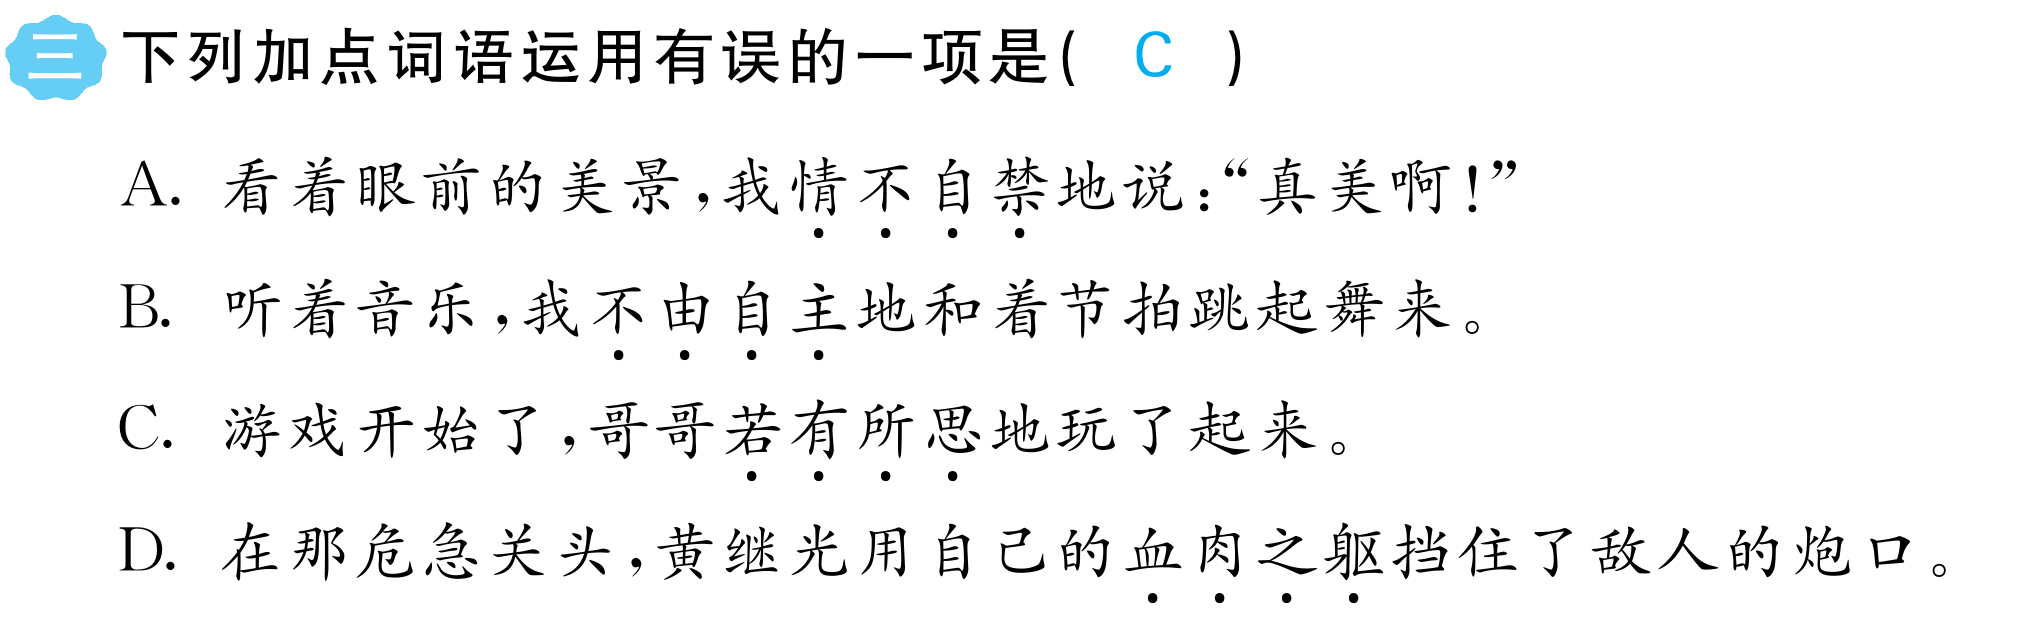 三 下列加点词语运用有误的一项是( C )
A. 看着眼前的美景,我情不自禁地说:“真美啊!”
B. 听着音乐,我不由自主地和着节拍跳起舞来。
C. 游戏开始了,哥哥若有所思地玩了起来。
D. 在那危急关头,黄继光用自己的血肉之躯挡住了敌人的炮口。